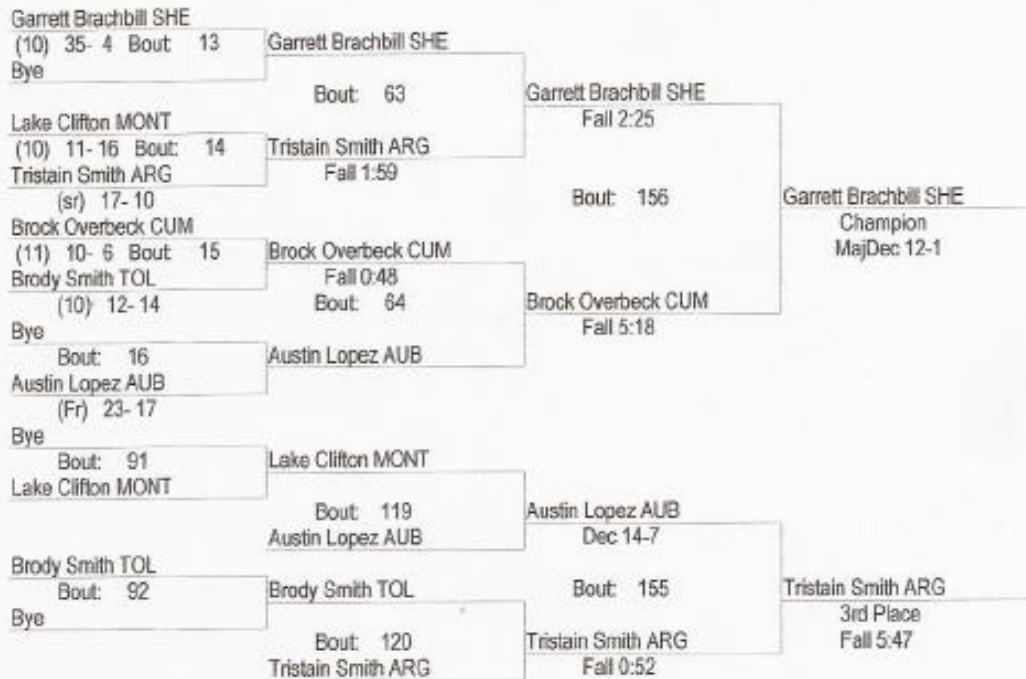 Garrett Brachbill SHE
(10) 35- 4 Bout: 13
Bye
Garrett Brachbill SHE
Bout: 63
Lake Clifton MONT
(10) 11- 16 Bout: 14
Tristain Smith ARG
(sr) 17- 10
Tristain Smith ARG
Fall 1:59
Garrett Brachbill SHE
Fall 2:25
Bout: 156
Brock Overbeck CUM
(11) 10- 6 Bout: 15
Brody Smith TOL
(10) 12- 14
Brock Overbeck CUM
Fall 0:48
Bout: 64
Bye
Bout: 16
Austin Lopez AUB
(Fr) 23- 17
Austin Lopez AUB
Brock Overbeck CUM
Fall 5:18
Garrett Brachbill SHE
Champion
MajDec 12-1
Bye
Bout: 91
Lake Clifton MONT
Lake Clifton MONT
Bout: 119
Austin Lopez AUB
Austin Lopez AUB
Dec 14-7
Bout: 155
Brody Smith TOL
Bout: 92
Bye
Brody Smith TOL
Bout: 120
Tristain Smith ARG
Tristain Smith ARG
Fall 0:52
Tristain Smith ARG
3rd Place
Fall 5:47